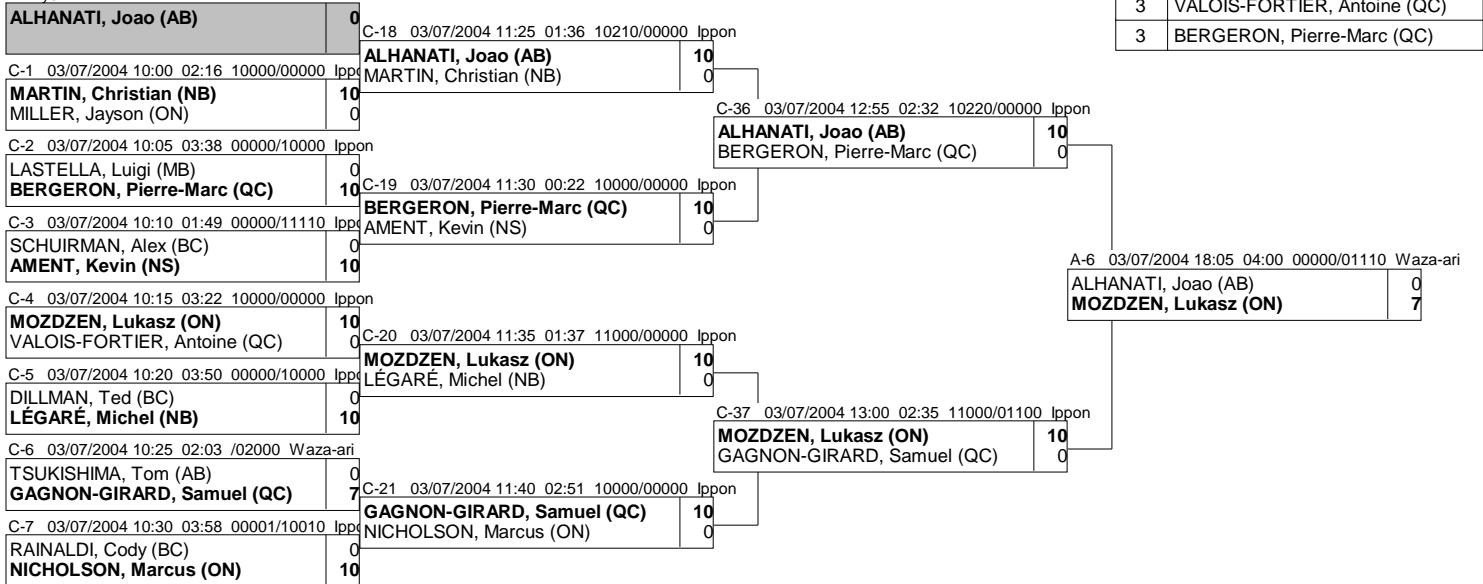 ALHANATI, Joao (AB) 0
C-1 03/07/2004 10:00 02:16 10000/00000
MARTIN, Christian (NB) 10
MILLER, Jayson (ON) 0
C-2 03/07/2004 10:05 03:38 00000/10000 Ippon
LASTELLA, Luigi (MB) 0
BERGERON, Pierre-Marc (QC) 10
C-3 03/07/2004 10:10 01:49 00000/11110
SCHUIRMAN, Alex (BC) 0
AMENT, Kevin (NS) 10
C-4 03/07/2004 10:15 03:22 10000/00000 Ippon
MOZDZEN, Lukasz (ON) 10
VALOIS-FORTIER, Antoine (QC) 0
C-5 03/07/2004 10:20 03:50 00000/10000
DILLMAN, Ted (BC) 0
LÉGARÉ, Michel (NB) 10
C-6 03/07/2004 10:25 02:03 /02000 Waza-ari
TSUKISHIMA, Tom (AB) 0
GAGNON-GIRARD, Samuel (QC) 7
C-7 03/07/2004 10:30 03:58 00001/10010
RAINALDI, Cody (BC) 0
NICHOLSON, Marcus (ON) 10
C-18 03/07/2004 11:25 01:36 10210/00000 Ippon
ALHANATI, Joao (AB) 10
MARTIN, Christian (NB) 0
C-19 03/07/2004 11:30 00:22 10000/00000 Ippon
BERGERON, Pierre-Marc (QC) 10
AMENT, Kevin (NS) 0
C-20 03/07/2004 11:35 01:37 11000/00000 Ippon
MOZDZEN, Lukasz (ON) 10
LÉGARÉ, Michel (NB) 0
C-21 03/07/2004 11:40 02:51 10000/00000 Ippon
GAGNON-GIRARD, Samuel (QC) 10
NICHOLSON, Marcus (ON) 0
C-36 03/07/2004 12:55 02:32 10220/00000 Ippon
ALHANATI, Joao (AB) 10
BERGERON, Pierre-Marc (QC) 0
C-37 03/07/2004 13:00 02:35 11000/01100 Ippon
MOZDZEN, Lukasz (ON) 10
GAGNON-GIRARD, Samuel (QC) 0
A-6 03/07/2004 18:05 04:00 00000/01110 Waza-ari
ALHANATI, Joao (AB) 0
MOZDZEN, Lukasz (ON) 7
3 VALOIS-FORTIER, Antoine (QC)
3 BERGERON, Pierre-Marc (QC)